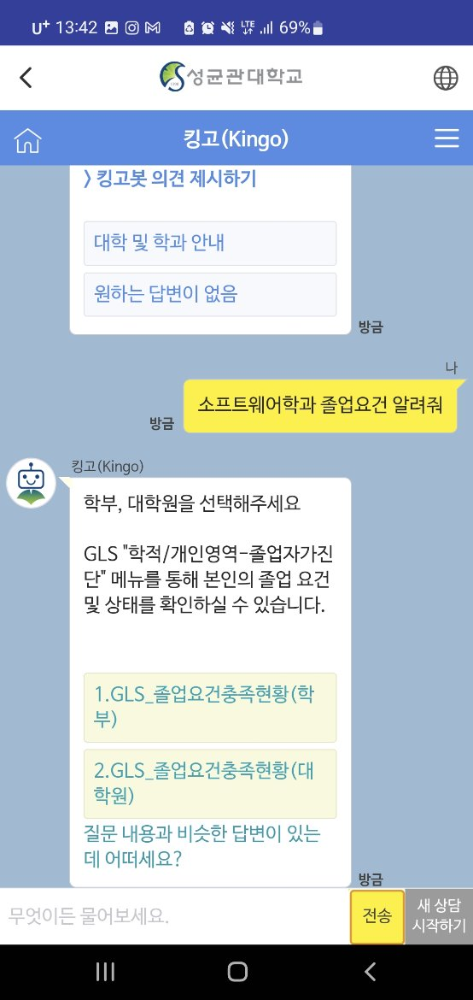 U+ 13:42 LTE 69%
성균관대학교
킹고(Kingo)
> 킹고봇 의견 제시하기
대학 및 학과 안내
원하는 답변이 없음
방금
나
소프트웨어학과 졸업요건 알려줘
방금
킹고(Kingo)
학부, 대학원을 선택해주세요
GLS "학적/개인영역-졸업자가진
단" 메뉴를 통해 본인의 졸업 요건
및 상태를 확인하실 수 있습니다.
1.GLS_졸업요건충족현황(학
부)
2.GLS_졸업요건충족현황(대
학원)
질문 내용과 비슷한 답변이 있는
데 어떠세요?
방금
무엇이든 물어보세요.
전송
새 상담
시작하기